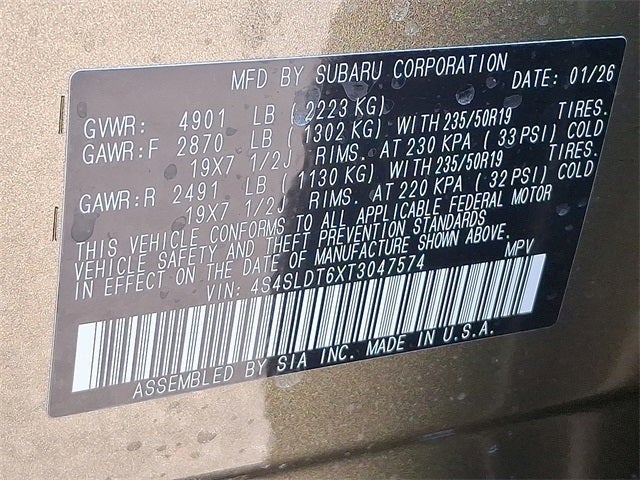 MFD BY SUBARU CORPORATION DATE: 01/26
GVWR: 4901 LB (2223 KG)
GAWR:F 2870 LB (1302 KG) WITH 235/50R19 TIRES.
19X7 1/2J RIMS. AT 230 KPA (33 PSI) COLD
GAWR:R 2491 LB (1130 KG) WITH 235/50R19 TIRES.
19X7 1/2J RIMS. AT 220 KPA (32 PSI) COLD
THIS VEHICLE CONFORMS TO ALL APPLICABLE FEDERAL MOTOR
VEHICLE SAFETY AND THEFT PREVENTION STANDARDS
IN EFFECT ON THE DATE OF MANUFACTURE SHOWN ABOVE.
VIN: 4S4SLDT6XT3047574 MPV
ASSEMBLED BY SIA INC. MADE IN U.S.A.